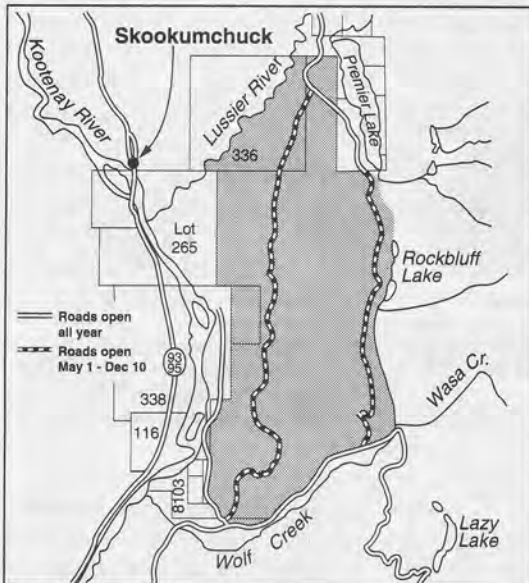 Skookumchuck
Kootenay River
Lussier River
Premier Lake
336
Lot
265
Rockbluff
Lake
Roads open
all year
Roads open
May 1 - Dec 10
93
95
338
116
8103
Wasa Cr.
Wolf Creek
Lazy
Lake